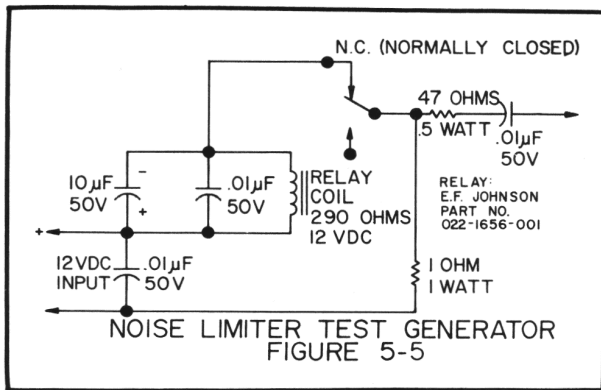 N.C. (NORMALLY CLOSED)
47 OHMS
.5 WATT
.01µF
50V
10µF
50V
-
+
.01µF
50V
RELAY
COIL
290 OHMS
12 VDC
RELAY:
E.F. JOHNSON
PART NO.
022-1656-001
+
12VDC
INPUT
.01µF
50V
1 OHM
1 WATT
NOISE LIMITER TEST GENERATOR
FIGURE 5-5